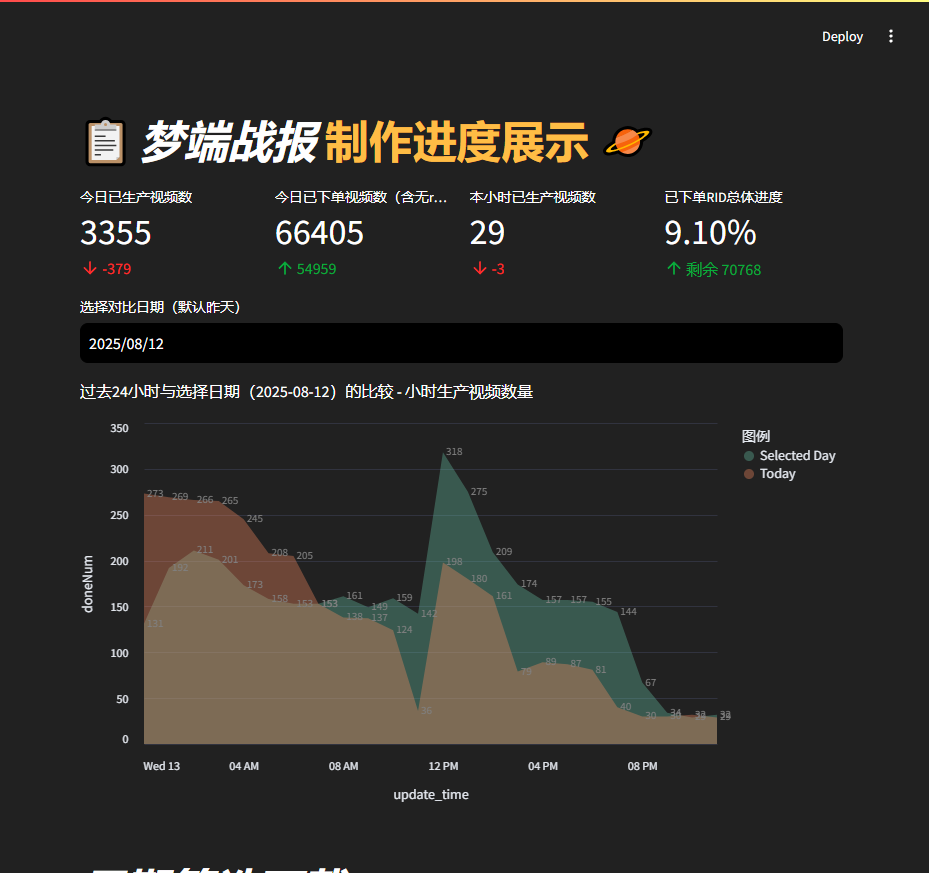 Deploy
梦端战报 制作进度展示
今日已生产视频数
3355
-379
今日已下单视频数（含无r...
66405
54959
本小时已生产视频数
29
-3
已下单RID总体进度
9.10%
剩余 70768
选择对比日期（默认昨天）
2025/08/12
过去24小时与选择日期（2025-08-12）的比较 - 小时生产视频数量
350
300
250
200
150
100
50
0
doneNum
273 269 266 265 245 208 205
131 192 211 201 173 158 153 153
161 149 159 142 318 275 209 174 157 157 155 144 67 34
138 137 124 36 198 180 161 79 89 87 81 40 30 30
Wed 13 04 AM 08 AM 12 PM 04 PM 08 PM
update_time
图例
Selected Day
Today